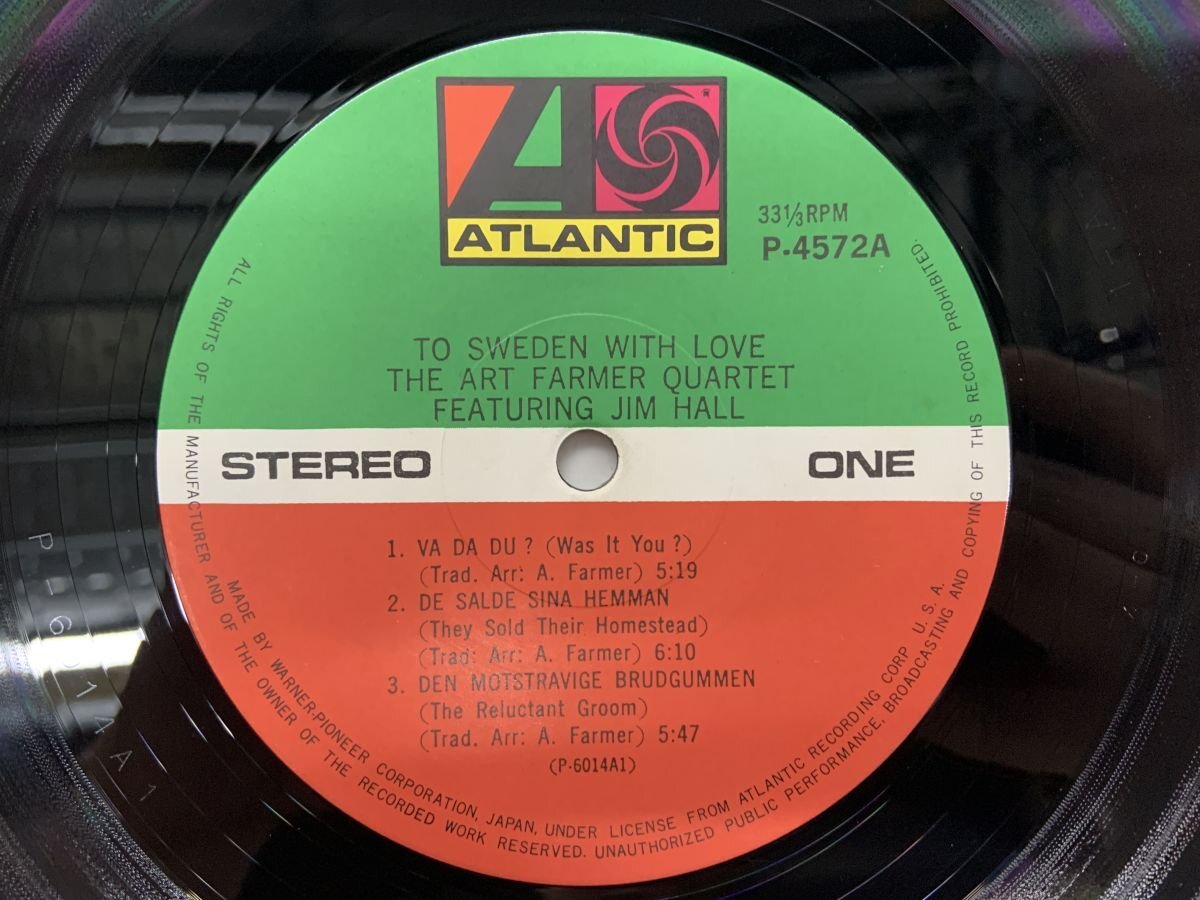 ATLANTIC
33⅓RPM
P-4572A
TO SWEDEN WITH LOVE
THE ART FARMER QUARTET
FEATURING JIM HALL
STEREO
ONE
1. VA DA DU? (Was It You?)
(Trad. Arr: A. Farmer) 5:19
2. DE SALDE SINA HEMMAN
(They Sold Their Homestead)
(Trad: Arr: A. Farmer) 6:10
3. DEN MOTSTRAVIGE BRUDGUMMEN
(The Reluctant Groom)
(Trad. Arr: A. Farmer) 5:47
(P-6014A1)
ALL RIGHTS OF THE MANUFACTURER AND OF THE OWNER OF THE RECORDED WORK RESERVED. UNAUTHORIZED PUBLIC PERFORMANCE, BROADCASTING AND COPYING OF THIS RECORD PROHIBITED.
MADE BY WARNER-PIONEER CORPORATION, JAPAN, UNDER LICENSE FROM ATLANTIC RECORDING CORP U. S. A.
P-6014A1